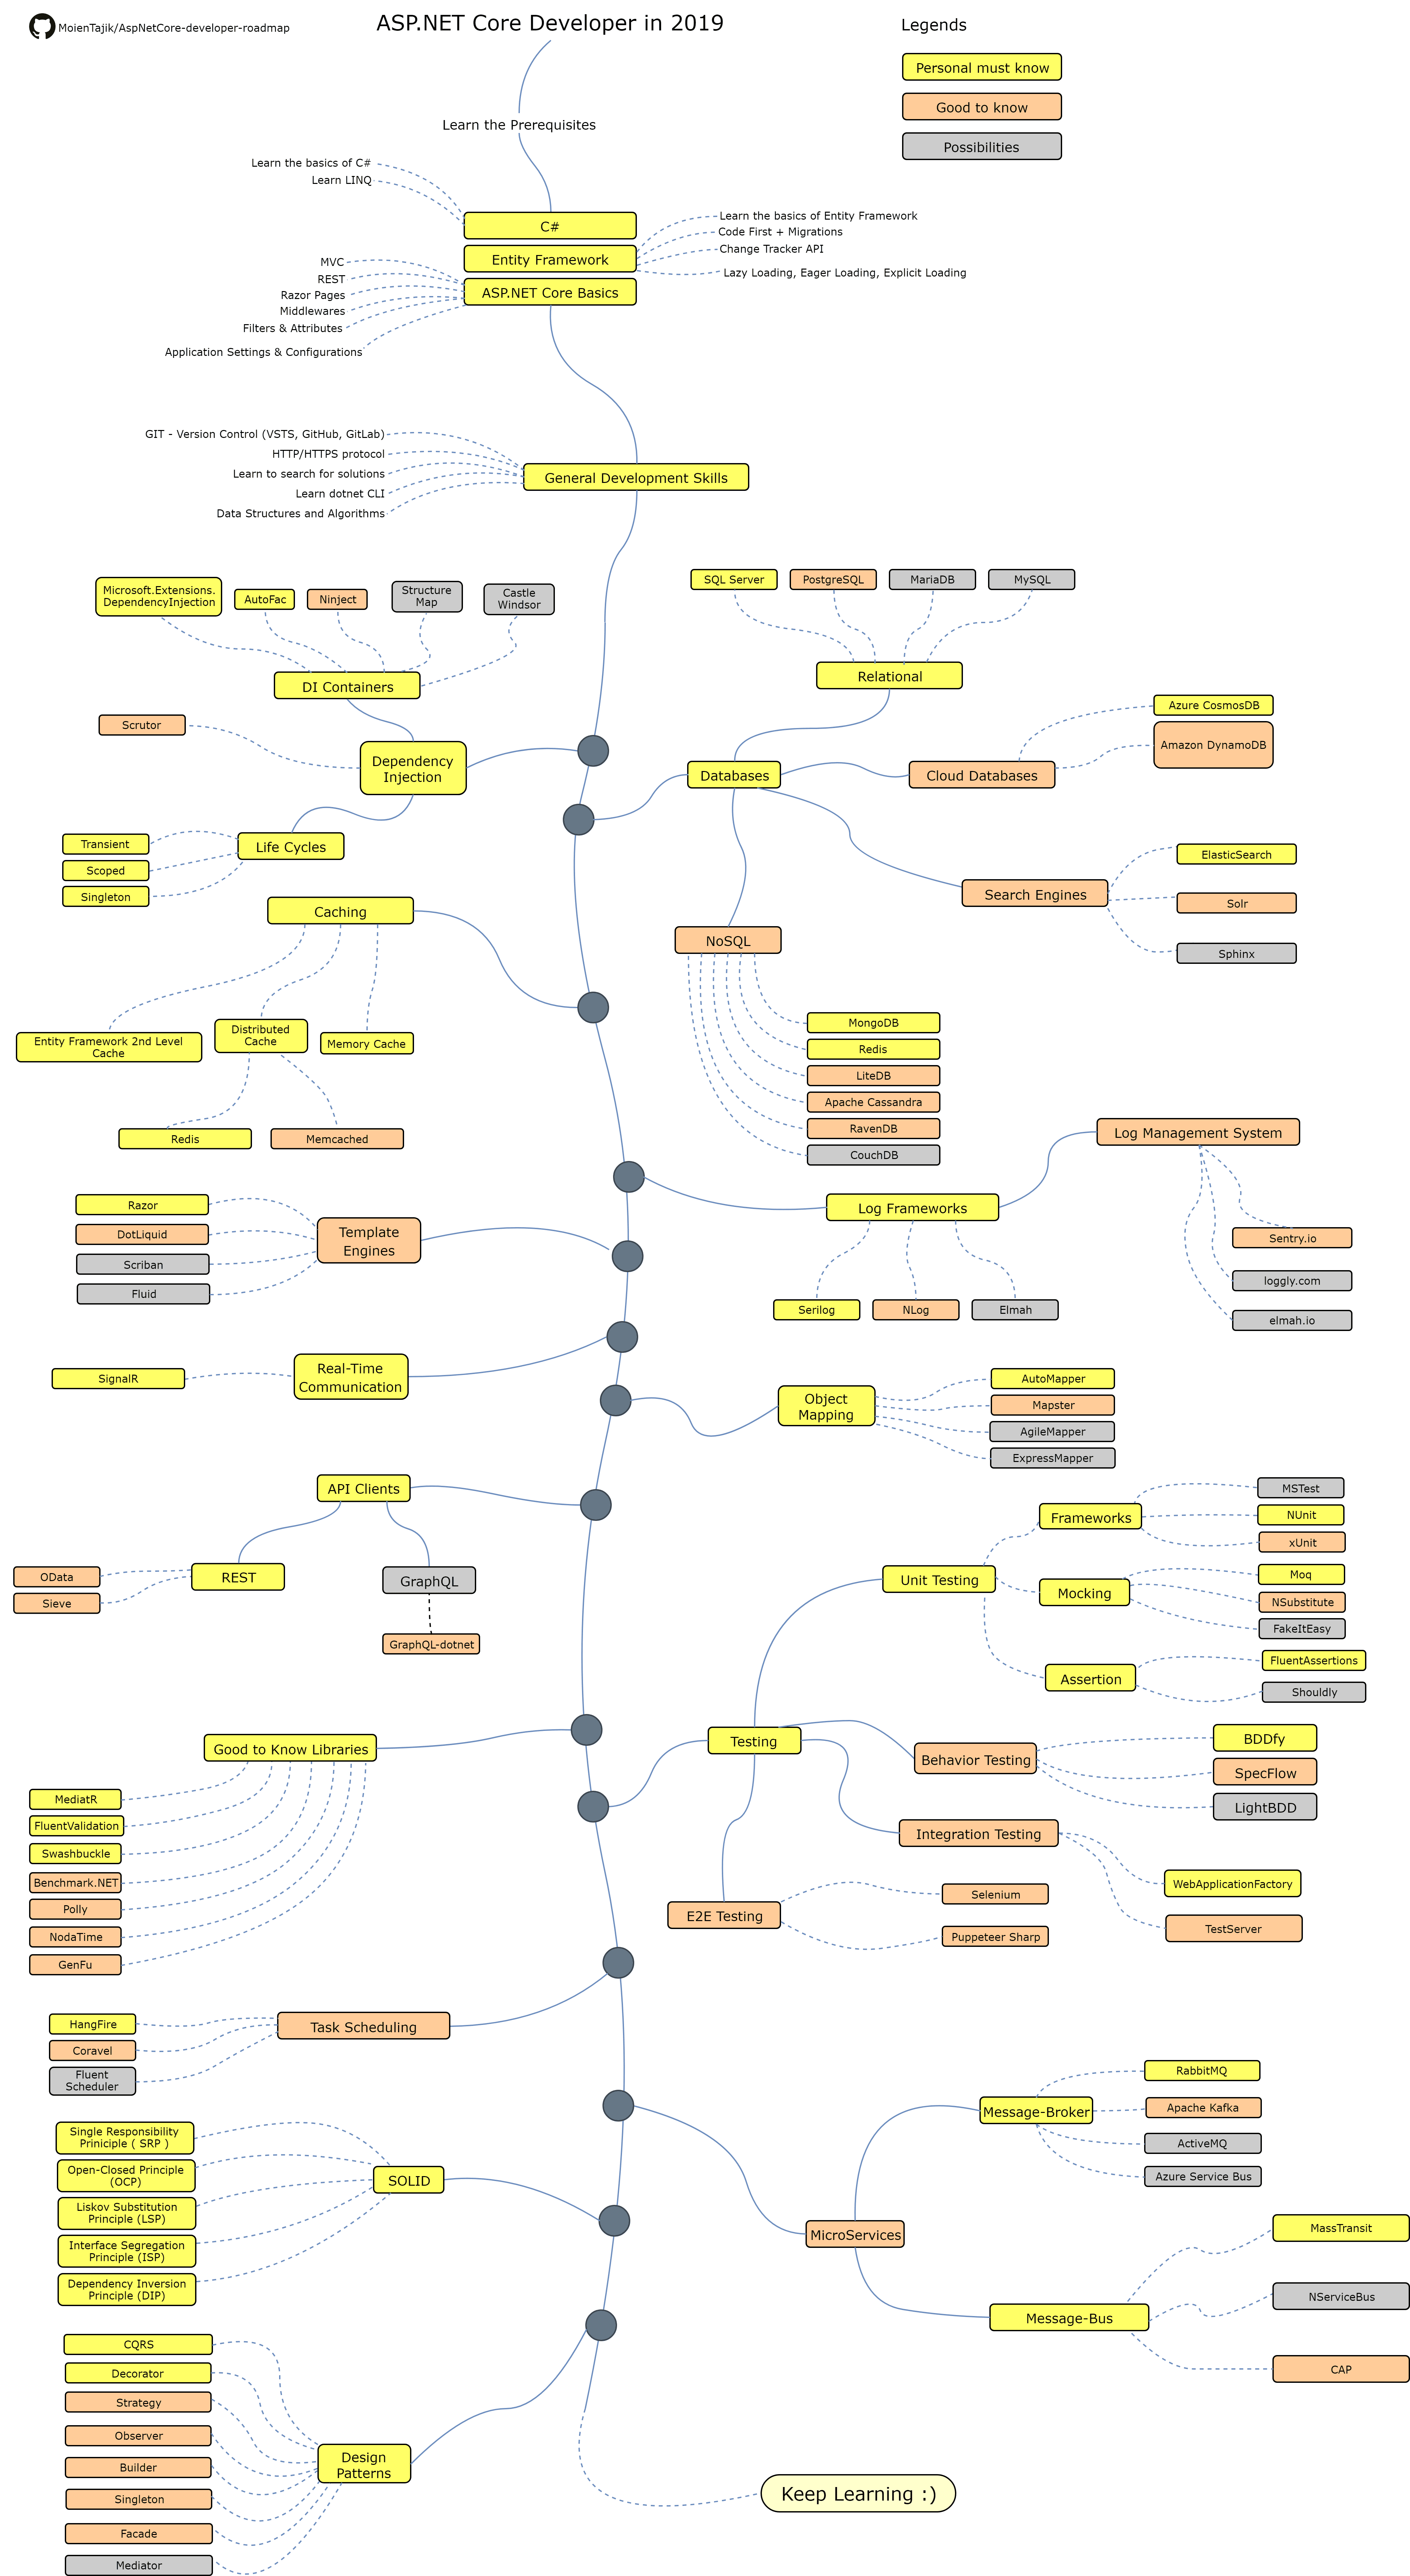 MoienTajik/AspNetCore-developer-roadmap
ASP.NET Core Developer in 2019
Legends
Personal must know
Good to know
Possibilities
Learn the Prerequisites
Learn the basics of C#
Learn LINQ
C#
Entity Framework
ASP.NET Core Basics
Learn the basics of Entity Framework
Code First + Migrations
Change Tracker API
Lazy Loading, Eager Loading, Explicit Loading
MVC
REST
Razor Pages
Middlewares
Filters & Attributes
Application Settings & Configurations
GIT - Version Control (VSTS, GitHub, GitLab)
HTTP/HTTPS protocol
Learn to search for solutions
Learn dotnet CLI
Data Structures and Algorithms
General Development Skills
Microsoft.Extensions.
DependencyInjection
AutoFac
Ninject
Structure
Map
Castle
Windsor
DI Containers
Scrutor
Dependency
Injection
Life Cycles
Transient
Scoped
Singleton
SQL Server
PostgreSQL
MariaDB
MySQL
Relational
Databases
Cloud Databases
Azure CosmosDB
Amazon DynamoDB
Search Engines
ElasticSearch
Solr
Sphinx
NoSQL
MongoDB
Redis
LiteDB
Apache Cassandra
RavenDB
CouchDB
Caching
Entity Framework 2nd Level
Cache
Distributed
Cache
Memory Cache
Redis
Memcached
Log Management System
Log Frameworks
Sentry.io
loggly.com
elmah.io
Serilog
NLog
Elmah
Razor
DotLiquid
Scriban
Fluid
Template
Engines
SignalR
Real-Time
Communication
Object
Mapping
AutoMapper
Mapster
AgileMapper
ExpressMapper
API Clients
REST
OData
Sieve
GraphQL
GraphQL-dotnet
Unit Testing
Frameworks
MSTest
NUnit
xUnit
Mocking
Moq
NSubstitute
FakeItEasy
Assertion
FluentAssertions
Shouldly
Testing
Behavior Testing
BDDfy
SpecFlow
LightBDD
Integration Testing
WebApplicationFactory
TestServer
E2E Testing
Selenium
Puppeteer Sharp
Good to Know Libraries
MediatR
FluentValidation
Swashbuckle
Benchmark.NET
Polly
NodaTime
GenFu
Task Scheduling
HangFire
Coravel
Fluent
Scheduler
MicroServices
Message-Broker
RabbitMQ
Apache Kafka
ActiveMQ
Azure Service Bus
Message-Bus
MassTransit
NServiceBus
CAP
SOLID
Single Responsibility
Priniciple ( SRP )
Open-Closed Principle
(OCP)
Liskov Substitution
Principle (LSP)
Interface Segregation
Principle (ISP)
Dependency Inversion
Principle (DIP)
Design
Patterns
CQRS
Decorator
Strategy
Observer
Builder
Singleton
Facade
Mediator
Keep Learning :)